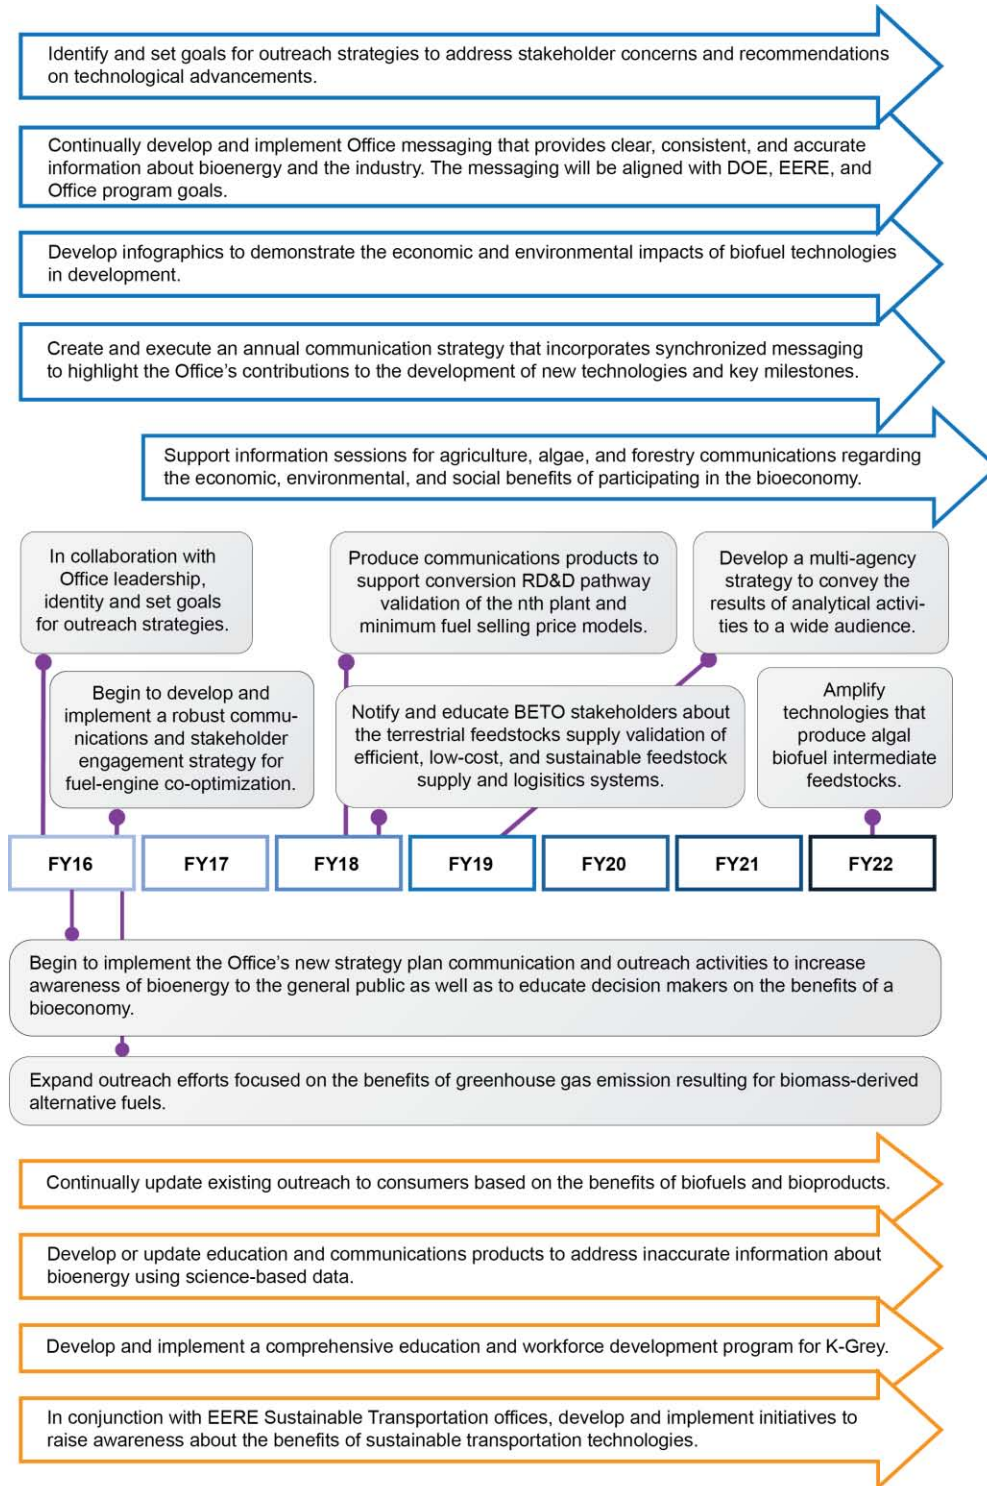 Identify and set goals for outreach strategies to address stakeholder concerns and recommendations
on technological advancements.
Continually develop and implement Office messaging that provides clear, consistent, and accurate
information about bioenergy and the industry. The messaging will be aligned with DOE, EERE, and
Office program goals.
Develop infographics to demonstrate the economic and environmental impacts of biofuel technologies
in development.
Create and execute an annual communication strategy that incorporates synchronized messaging
to highlight the Office's contributions to the development of new technologies and key milestones.
Support information sessions for agriculture, algae, and forestry communications regarding
the economic, environmental, and social benefits of participating in the bioeconomy.
In collaboration with
Office leadership,
identity and set goals
for outreach strategies.
Produce communications products to
support conversion RD&D pathway
validation of the nth plant and
minimum fuel selling price models.
Develop a multi-agency
strategy to convey the
results of analytical activi-
ties to a wide audience.
Begin to develop and
implement a robust commu-
nications and stakeholder
engagement strategy for
fuel-engine co-optimization.
Notify and educate BETO stakeholders about
the terrestrial feedstocks supply validation of
efficient, low-cost, and sustainable feedstock
supply and logisitics systems.
Amplify
technologies that
produce algal
biofuel intermediate
feedstocks.
FY16
FY17
FY18
FY19
FY20
FY21
FY22
Begin to implement the Office's new strategy plan communication and outreach activities to increase
awareness of bioenergy to the general public as well as to educate decision makers on the benefits of a
bioeconomy.
Expand outreach efforts focused on the benefits of greenhouse gas emission resulting for biomass-derived
alternative fuels.
Continually update existing outreach to consumers based on the benefits of biofuels and bioproducts.
Develop or update education and communications products to address inaccurate information about
bioenergy using science-based data.
Develop and implement a comprehensive education and workforce development program for K-Grey.
In conjunction with EERE Sustainable Transportation offices, develop and implement initiatives to
raise awareness about the benefits of sustainable transportation technologies.